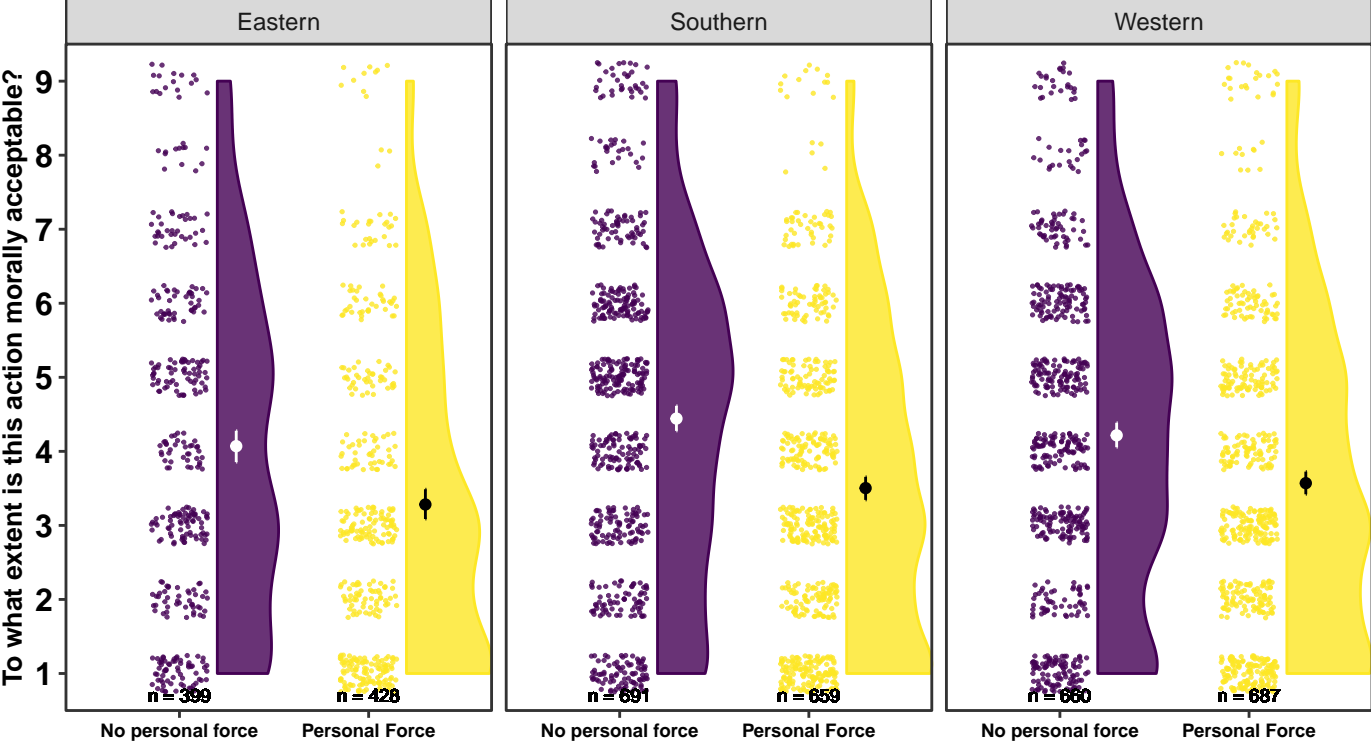 Eastern
Southern
Western
To what extent is this action morally acceptable?
9
8
7
6
5
4
3
2
1
n = 399
n = 428
n = 691
n = 659
n = 660
n = 687
No personal force
Personal Force
No personal force
Personal Force
No personal force
Personal Force